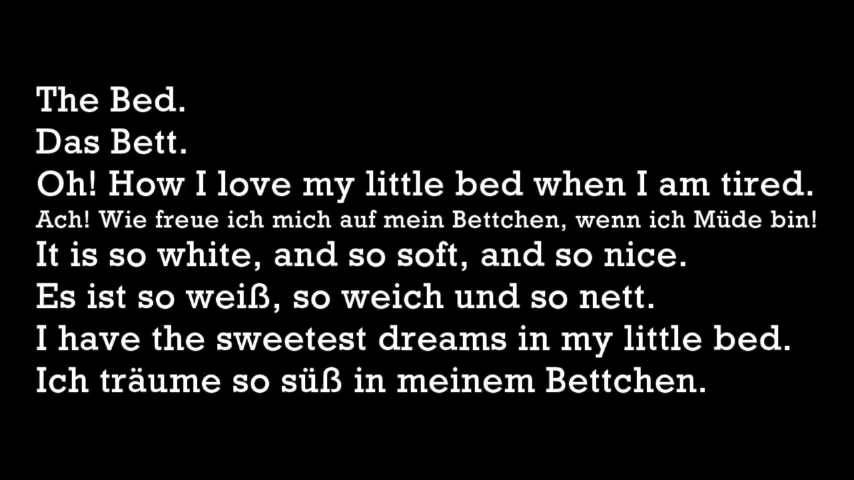 The Bed.
Das Bett.
Oh! How I love my little bed when I am tired.
Ach! Wie freue ich mich auf mein Bettchen, wenn ich Müde bin!
It is so white, and so soft, and so nice.
Es ist so weiß, so weich und so nett.
I have the sweetest dreams in my little bed.
Ich träume so süß in meinem Bettchen.